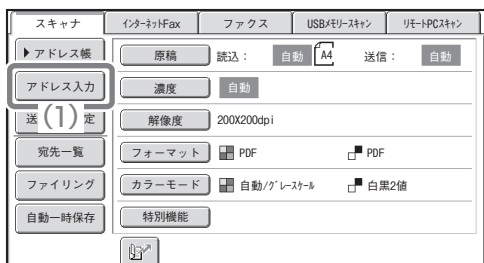 スキャナ インターネットFax ファクス USBメモリースキャン リモートPCスキャン
アドレス帳 原稿 読込： 自動 A4 送信： 自動
アドレス入力 濃度 自動
送 (1) 定 解像度 200X200dpi
宛先一覧 フォーマット PDF PDF
ファイリング カラーモード 自動/グレースケール 白黒2値
自動一時保存 特別機能